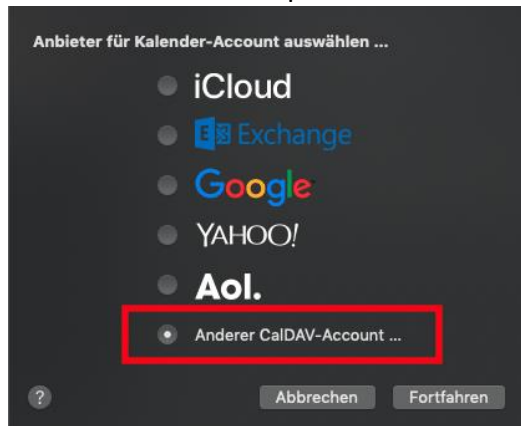 Anbieter für Kalender-Account auswählen ...
iCloud
E Exchange
Google
YAHOO!
Aol.
Anderer CalDAV-Account ...
? Abbrechen Fortfahren